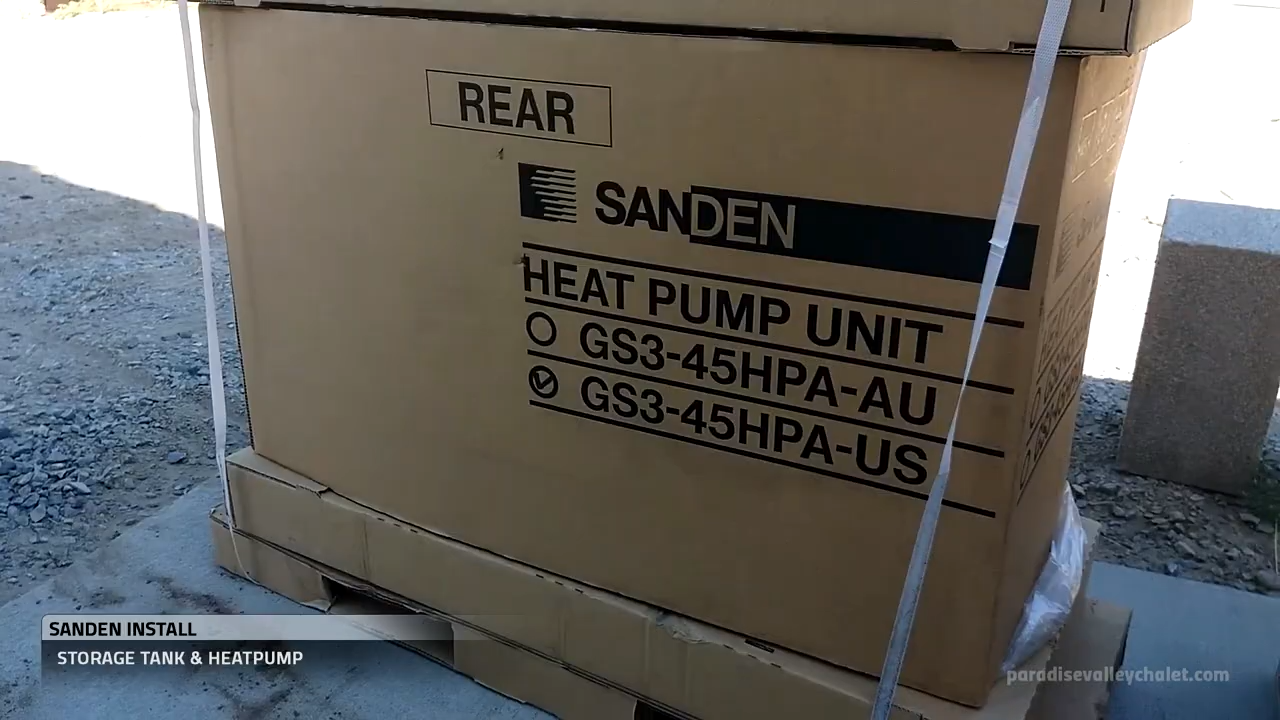 REAR
SANDEN
HEAT PUMP UNIT
GS3-45HPA-AU
GS3-45HPA-US
SANDEN INSTALL
STORAGE TANK & HEATPUMP
paradisevalleychalet.com